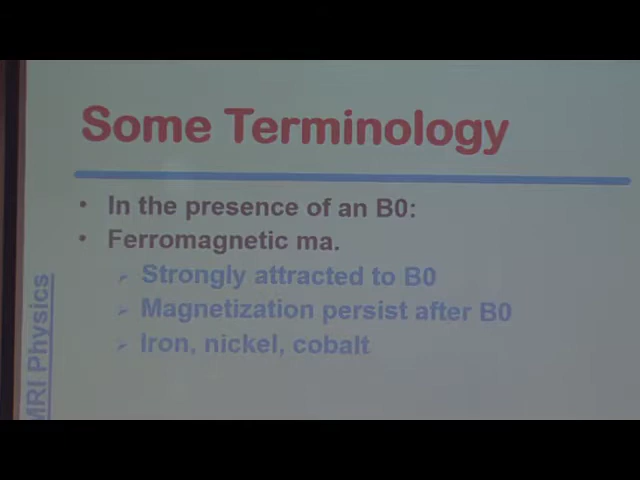 Some Terminology
• In the presence of an B0:
• Ferromagnetic ma.
➢ Strongly attracted to B0
➢ Magnetization persist after B0
➢ Iron, nickel, cobalt
MRI Physics